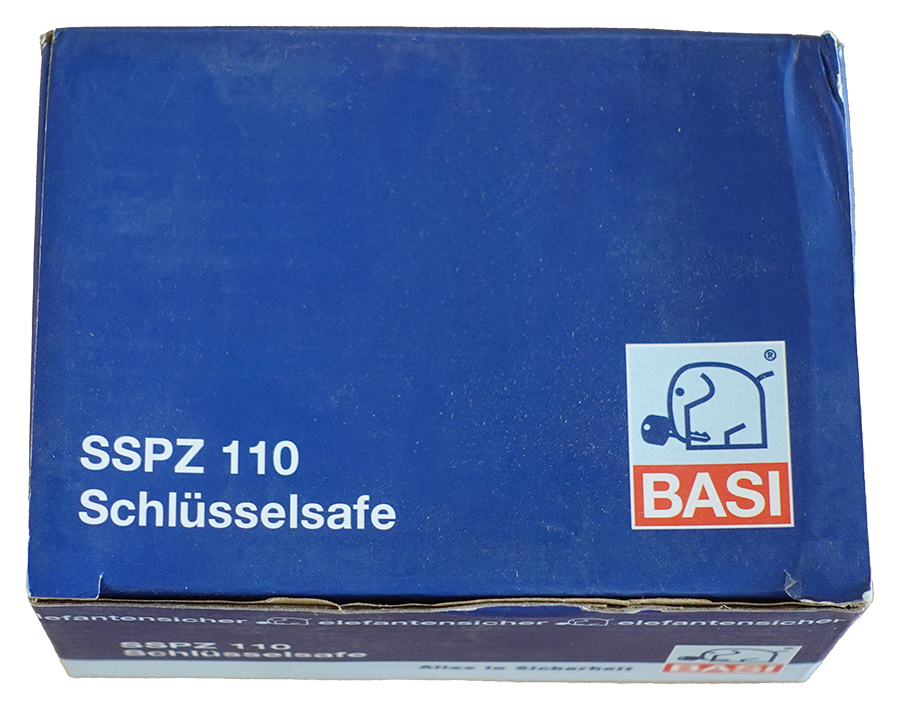 ®
SSPZ 110
Schlüsselsafe
BASI
elefantensicher elefantensicher elefantensicher
SSPZ 110
Schlüsselsafe
Alles in Sicherheit
BASI